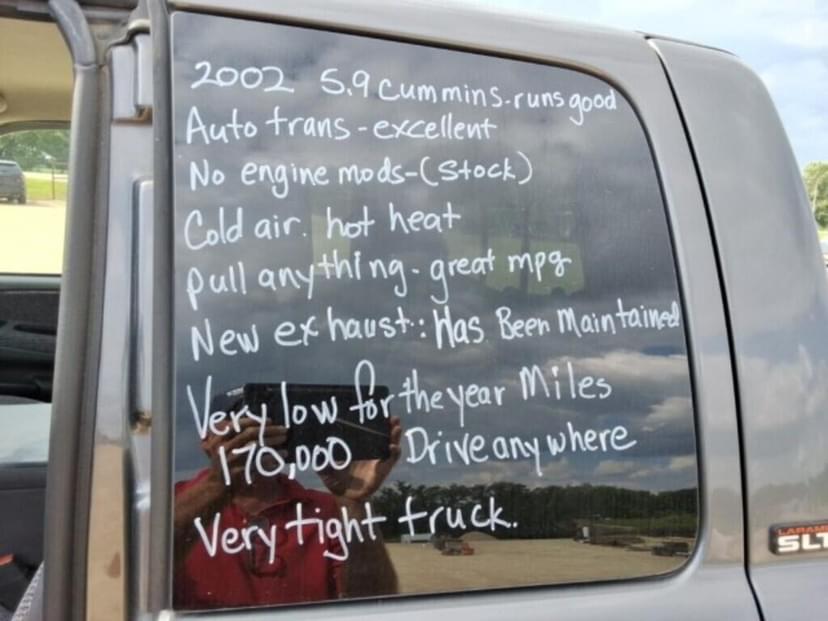 2002 5.9 Cummins-runs good
Auto trans-excellent
No engine mods-(Stock)
Cold air. hot heat
pull anything-great mpg
New exhaust: Has Been Maintained
Very low for the year Miles
170,000 Drive anywhere
Very tight truck.
SLT